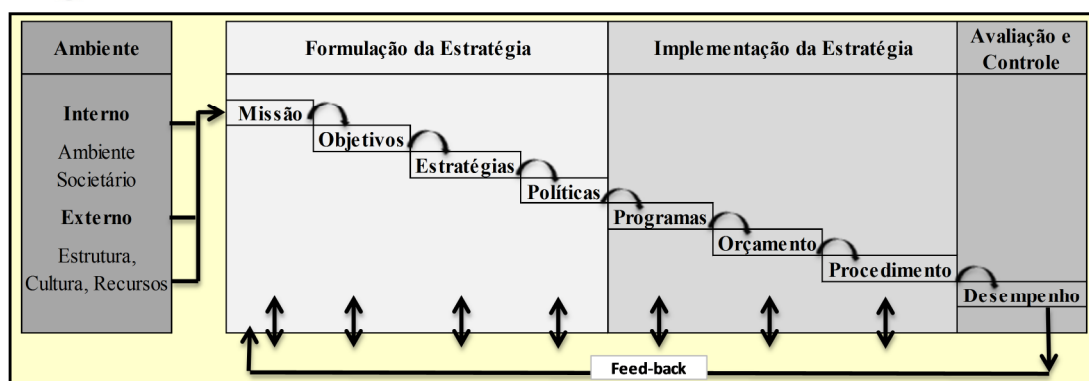 Ambiente
Formulação da Estratégia
Implementação da Estratégia
Avaliação e
Controle
Interno
Ambiente
Societário
Externo
Estrutura,
Cultura, Recursos
Missão
Objetivos
Estratégias
Políticas
Programas
Orçamento
Procedimento
Desempenho
Feed-back